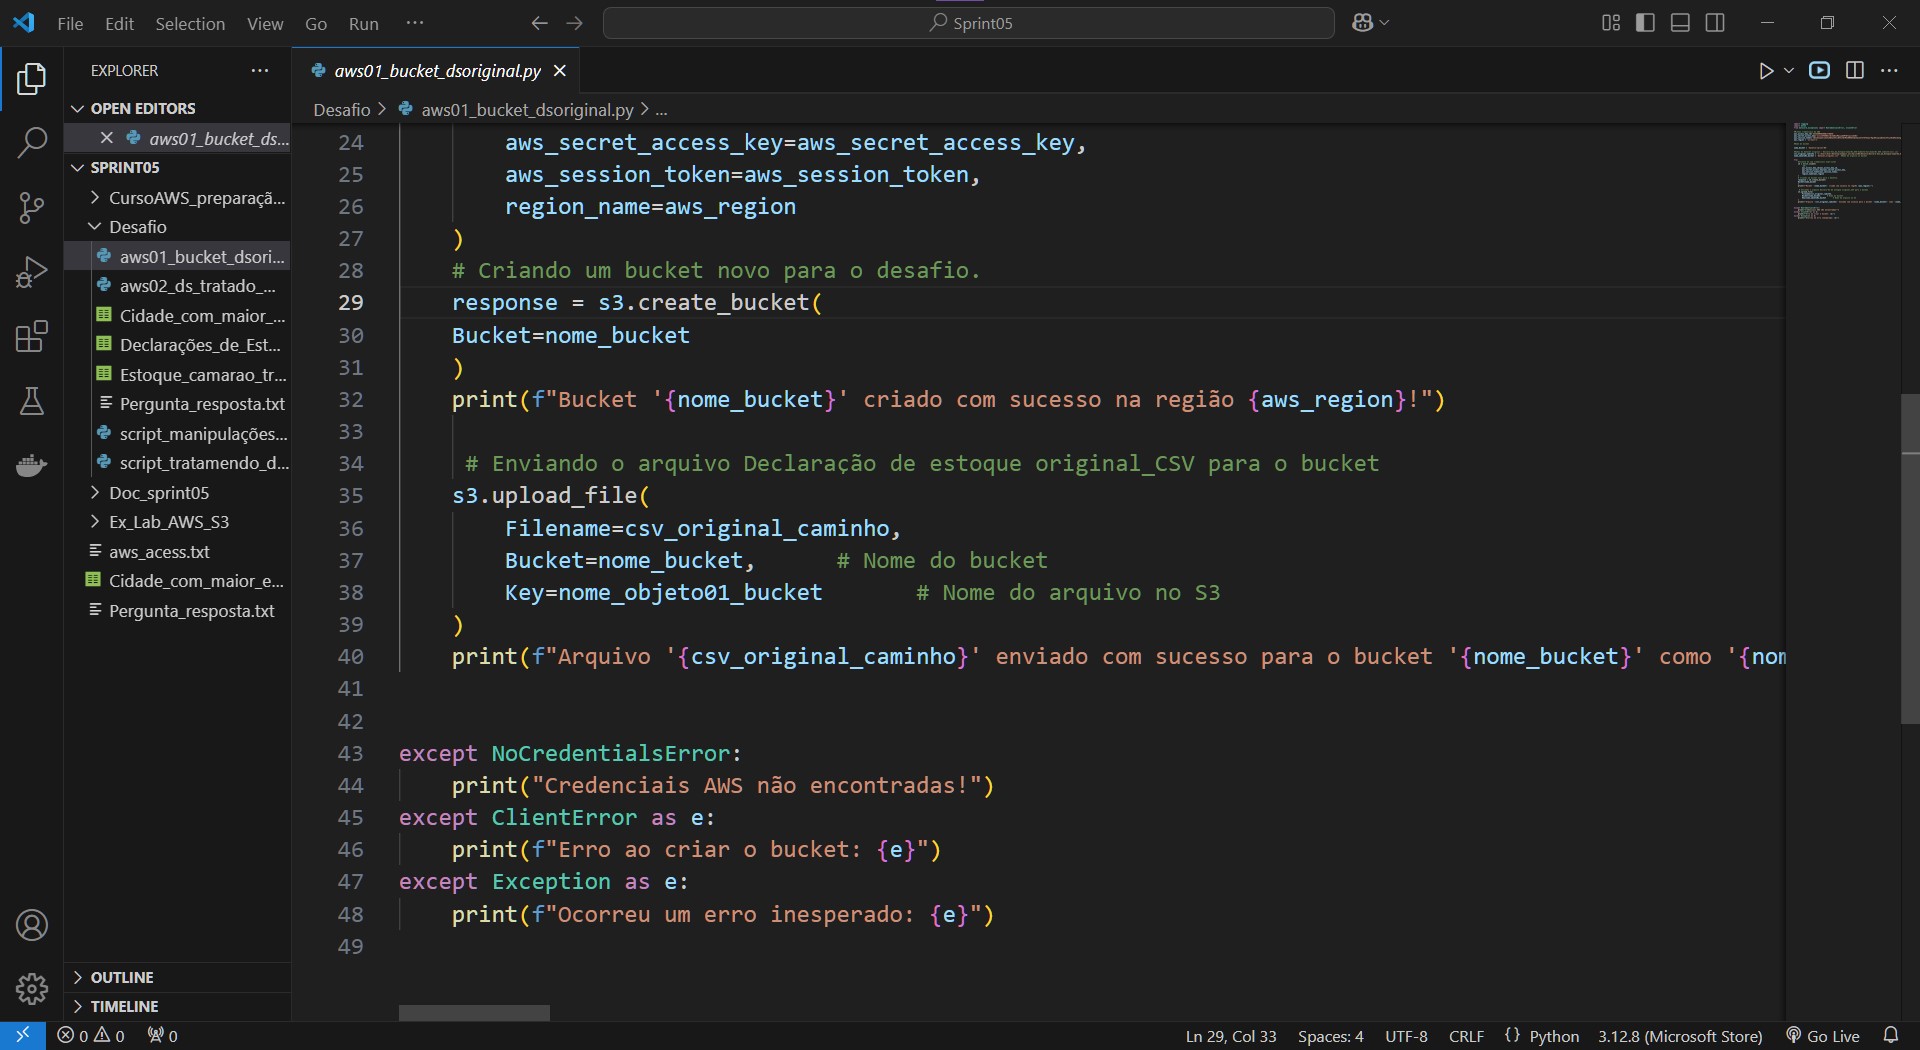 File Edit Selection View Go Run ··· Sprint05
EXPLORER ···
OPEN EDITORS
aws01_bucket_ds...
SPRINT05
CursoAWS_preparaçã...
Desafio
aws01_bucket_dsori...
aws02_ds_tratado_...
Cidade_com_maior_...
Declarações_de_Est...
Estoque_camarao_tr...
Pergunta_resposta.txt
script_manipulações...
script_tratamendo_d...
Doc_sprint05
Ex_Lab_AWS_S3
aws_acess.txt
Cidade_com_maior_e...
Pergunta_resposta.txt
OUTLINE
TIMELINE
aws01_bucket_dsoriginal.py
Desafio > aws01_bucket_dsoriginal.py > ...
24 aws_secret_access_key=aws_secret_access_key,
25 aws_session_token=aws_session_token,
26 region_name=aws_region
27 )
28 # Criando um bucket novo para o desafio.
29 response = s3.create_bucket(
30 Bucket=nome_bucket
31 )
32 print(f"Bucket '{nome_bucket}' criado com sucesso na região {aws_region}!")
33
34 # Enviando o arquivo Declaração de estoque original_CSV para o bucket
35 s3.upload_file(
36 Filename=csv_original_caminho,
37 Bucket=nome_bucket, # Nome do bucket
38 Key=nome_objeto01_bucket # Nome do arquivo no S3
39 )
40 print(f"Arquivo '{csv_original_caminho}' enviado com sucesso para o bucket '{nome_bucket}' como '{nom
41
42
43 except NoCredentialsError:
44 print("Credenciais AWS não encontradas!")
45 except ClientError as e:
46 print(f"Erro ao criar o bucket: {e}")
47 except Exception as e:
48 print(f"Ocorreu um erro inesperado: {e}")
49
0 0 0 Ln 29, Col 33 Spaces: 4 UTF-8 CRLF {} Python 3.12.8 (Microsoft Store) Go Live